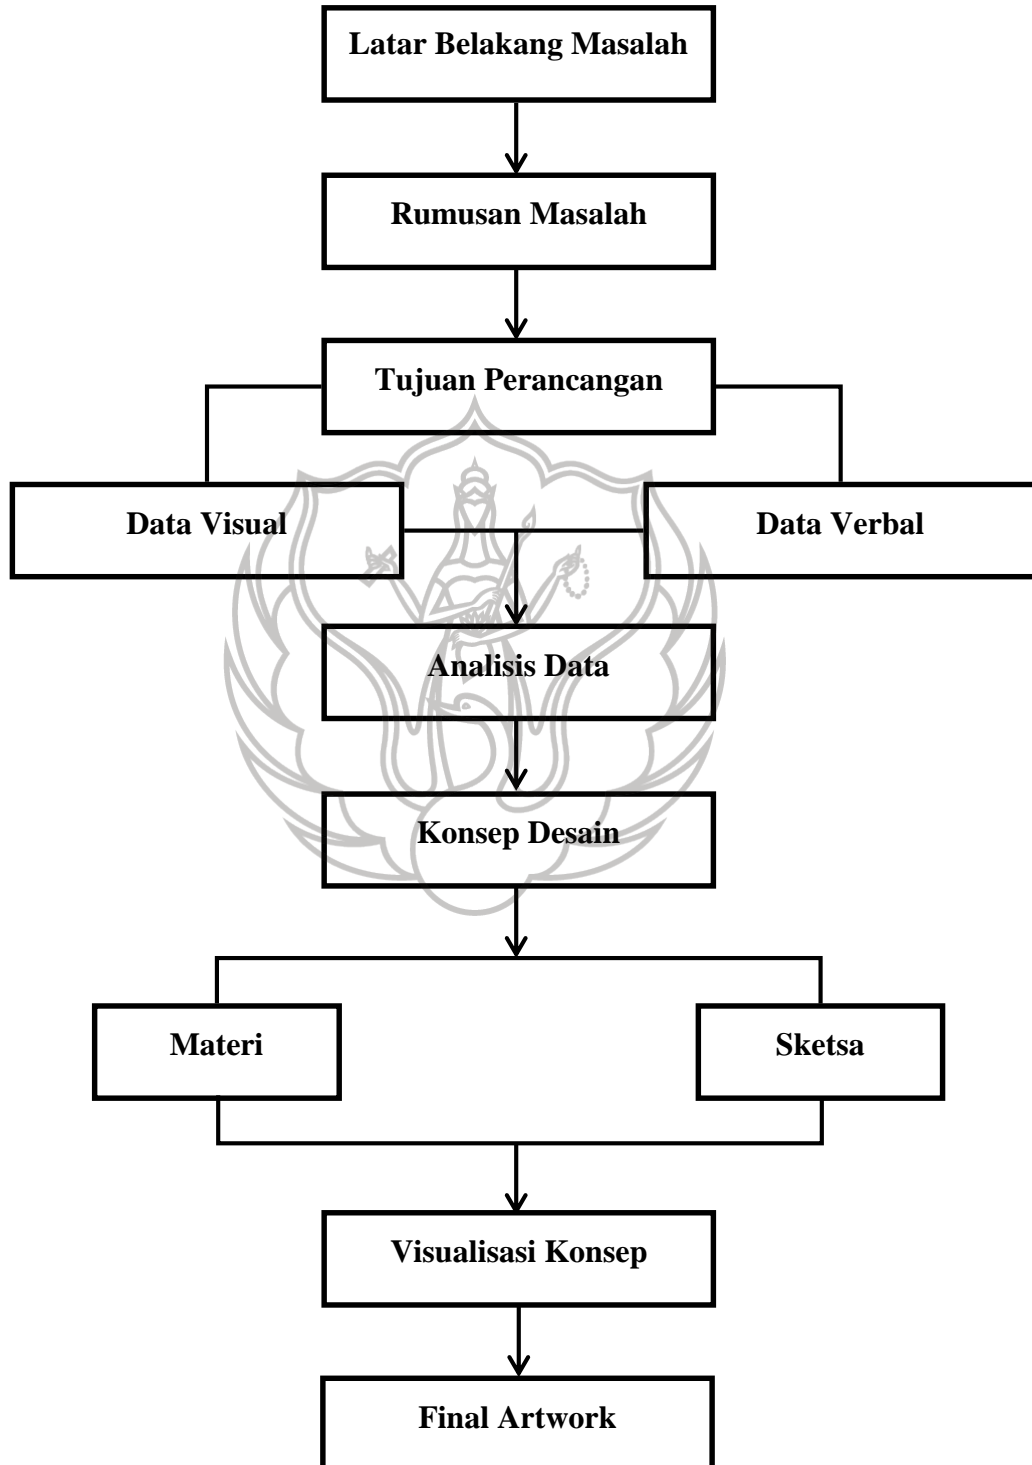 Latar Belakang Masalah
Rumusan Masalah
Tujuan Perancangan
Data Visual
Data Verbal
Analisis Data
Konsep Desain
Materi
Sketsa
Visualisasi Konsep
Final Artwork